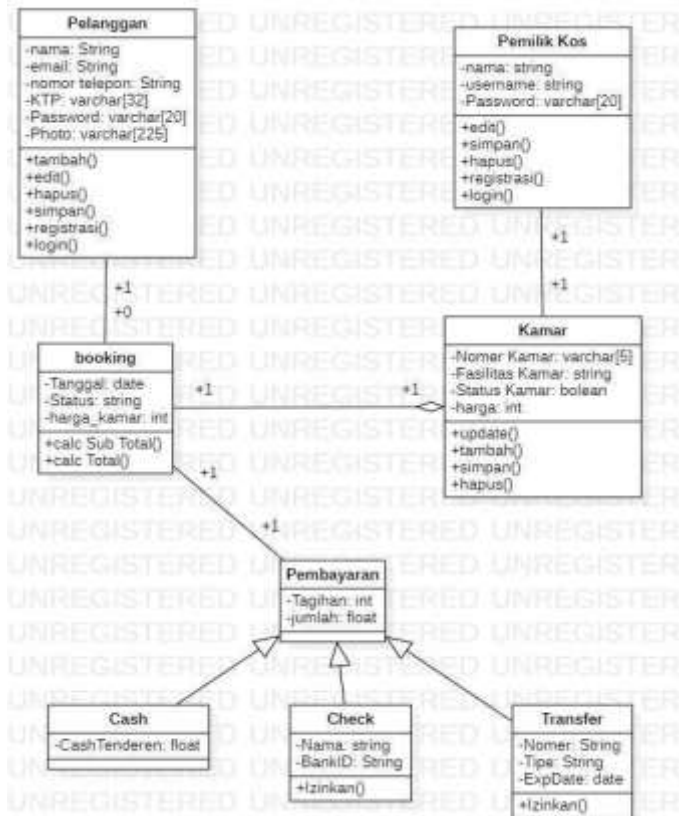 Pelanggan
-nama: String
-email: String
-nomor telepon: String
-KTP: varchar[32]
-Password: varchar[20]
-Photo: varchar[225]
+tambah()
+edit()
+hapus()
+simpan()
+registrasi()
+login()
Pemilik Kos
-nama: string
-username: string
-Password: varchar[20]
+edit()
+simpan()
+hapus()
+registrasi()
+login()
+1
+0
+1
+1
booking
-Tanggal: date
-Status: string
-harga_kamar: int
+calc Sub Total()
+calc Total()
+1
+1
Kamar
-Nomer Kamar: varchar[5]
-Fasilitas Kamar: string
-Status Kamar: bolean
-harga: int
+update()
+tambah()
+simpan()
+hapus()
+1
+1
Pembayaran
-Tagihan: int
-jumlah: float
Cash
-CashTenderen: float
Check
-Nama: string
-BankID: String
+Izinkan()
Transfer
-Nomer: String
-Tipe: String
-ExpDate: date
+Izinkan()
UNREGISTERED